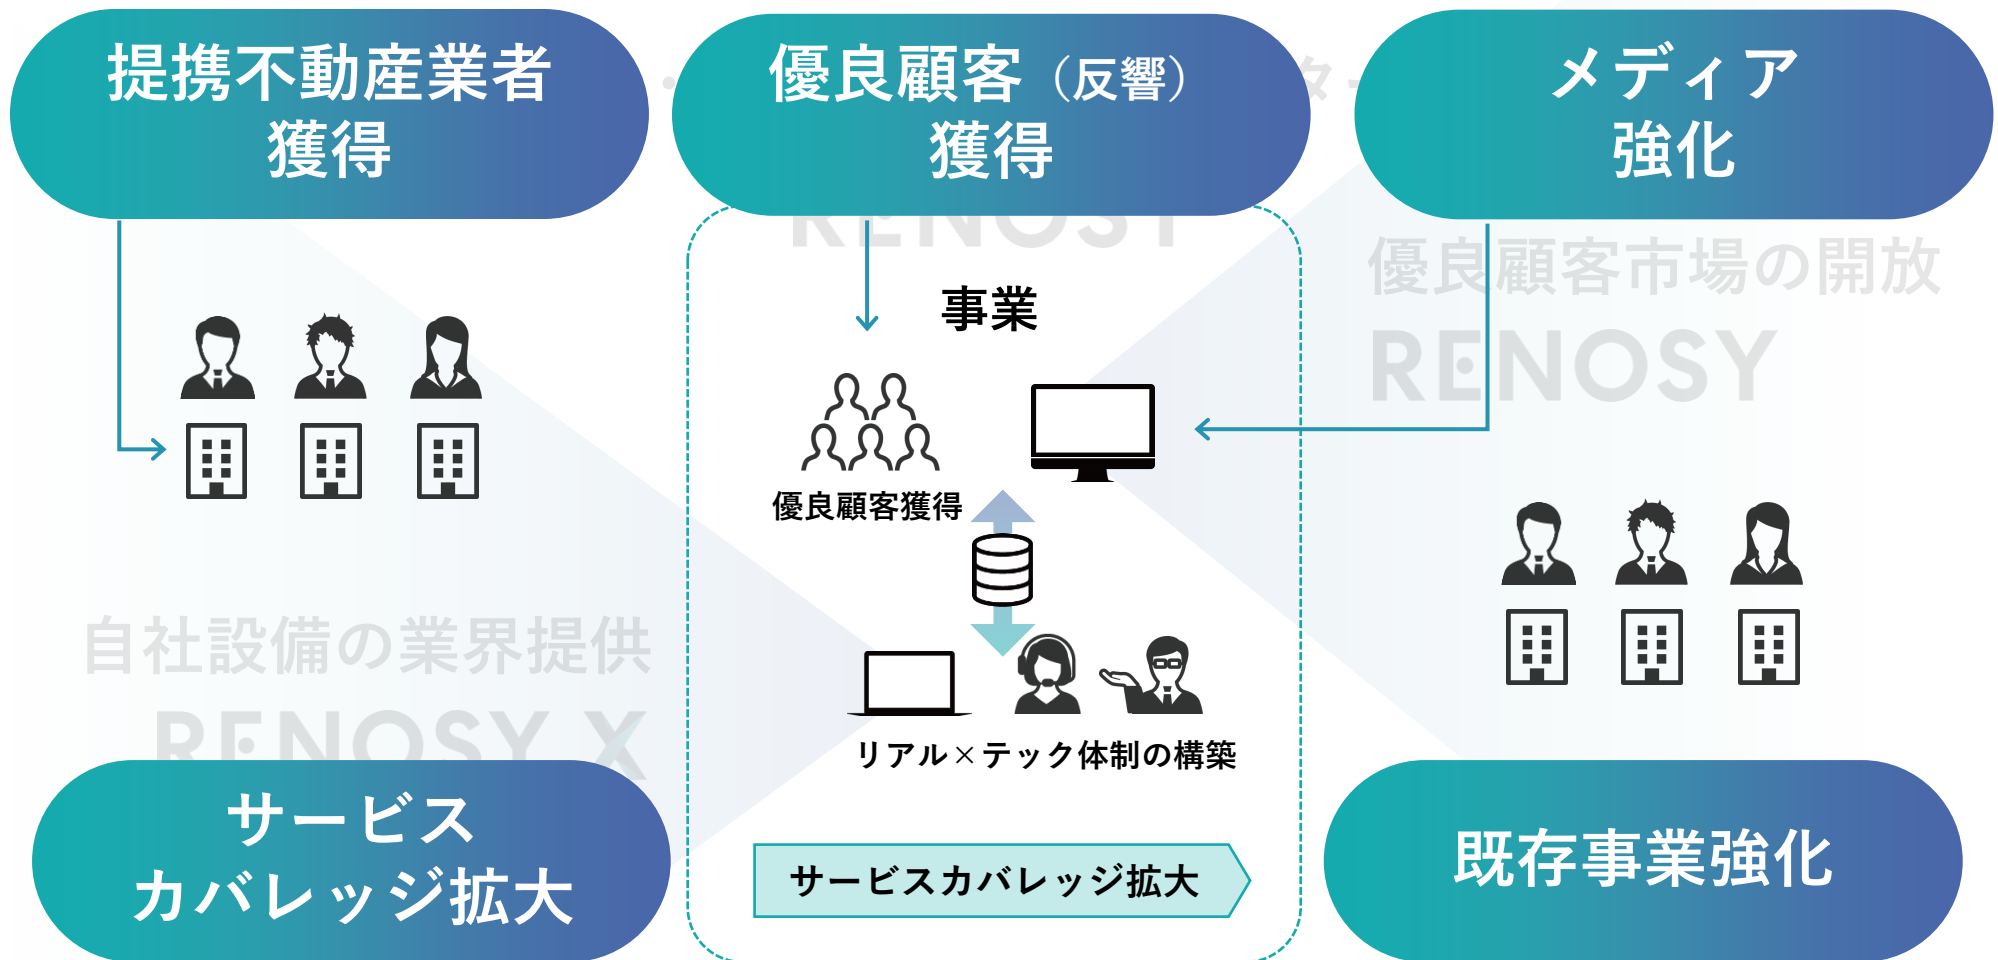 提携不動産業者
獲得
優良顧客（反響）
獲得
メディア
強化
RENOSY
事業
優良顧客市場の開放
RENOSY
優良顧客獲得
自社設備の業界提供
RENOSY X
リアル×テック体制の構築
サービス
カバレッジ拡大
サービスカバレッジ拡大
既存事業強化